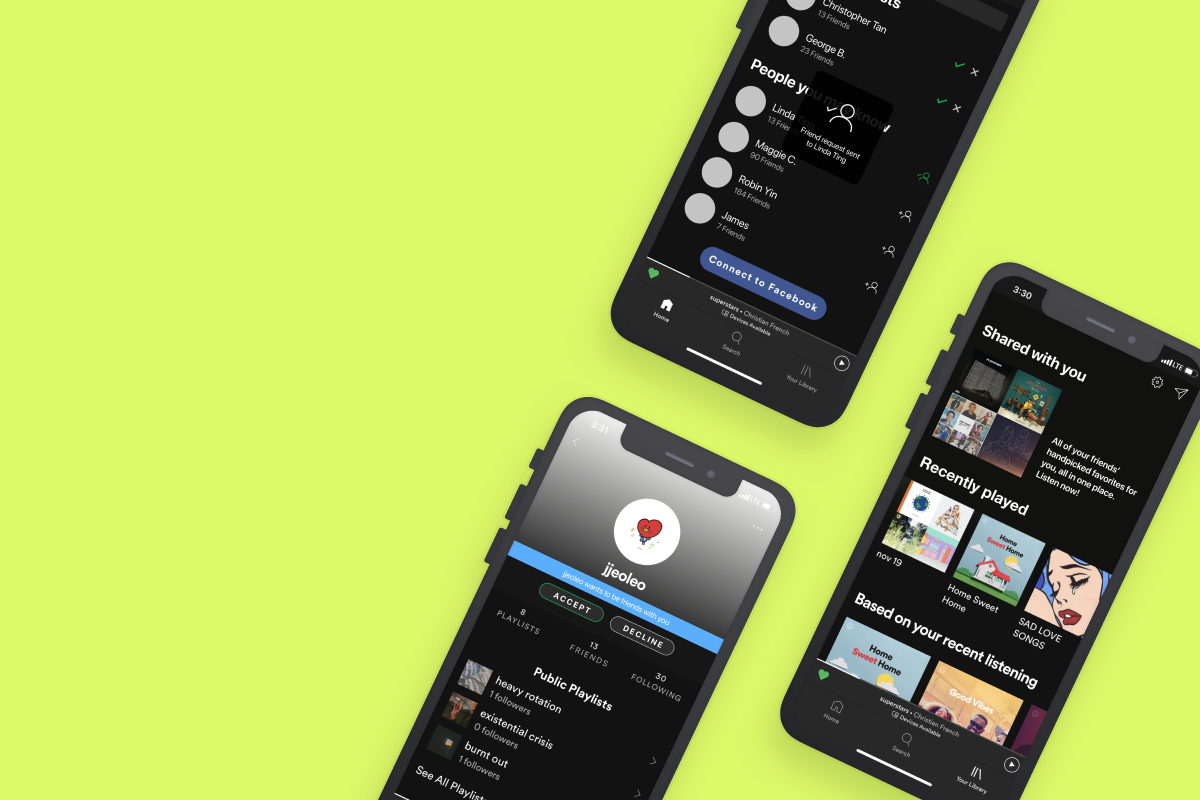 Christopher Tan
13 Friends
George B.
23 Friends
People you may know
Linda Ting
13 Friends
Maggie C.
90 Friends
Robin Yin
184 Friends
James
7 Friends
Friend request sent
to Linda Ting
Connect to Facebook
superstars • Christian French
Devices Available
Home
Search
Your Library
3:31
LTE
jjeoleo
jjeoleo wants to be friends with you
ACCEPT
DECLINE
8
PLAYLISTS
13
FRIENDS
30
FOLLOWING
Public Playlists
heavy rotation
1 followers
existential crisis
0 followers
burnt out
1 followers
See All Playlists
3:30
LTE
Shared with you
All of your friends'
handpicked favorites for
you, all in one place.
Listen now!
Recently played
nov 19
Home
Sweet Home
Home Sweet
Home
SAD LOVE
SONGS
Based on your recent listening
Home
Sweet Home
Good Vibes
superstars • Christian French
Devices Available
Home
Search
Your Library